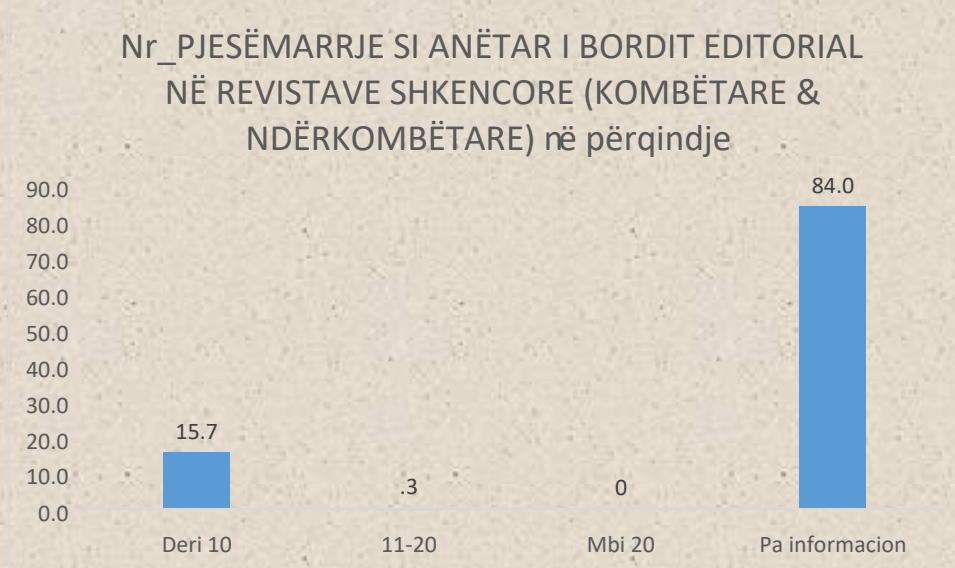 Nr_PJESËMARRJE SI ANËTAR I BORDIT EDITORIAL
NË REVISTAVE SHKENCORE (KOMBËTARE &
NDËRKOMBËTARE) në përqindje
90.0
80.0
70.0
60.0
50.0
40.0
30.0
20.0
10.0
0.0
15.7
.3
0
84.0
Deri 10
11-20
Mbi 20
Pa informacion